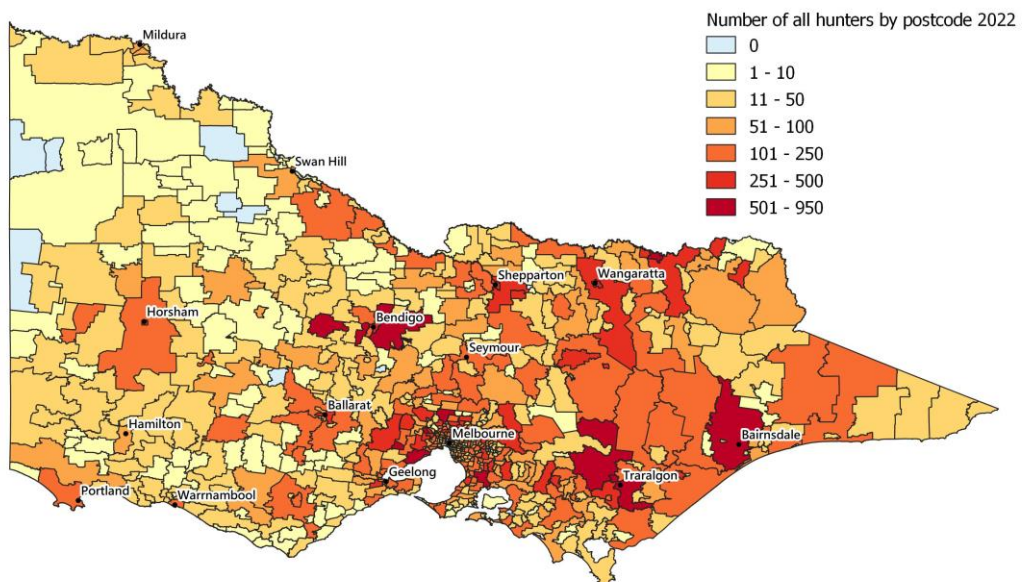 Number of all hunters by postcode 2022
0
1 - 10
11 - 50
51 - 100
101 - 250
251 - 500
501 - 950
Mildura
Swan Hill
Shepparton
Wangaratta
Horsham
Bendigo
Seymour
Ballarat
Hamilton
Melbourne
Bairnsdale
Geelong
Traralgon
Portland
Warrnambool